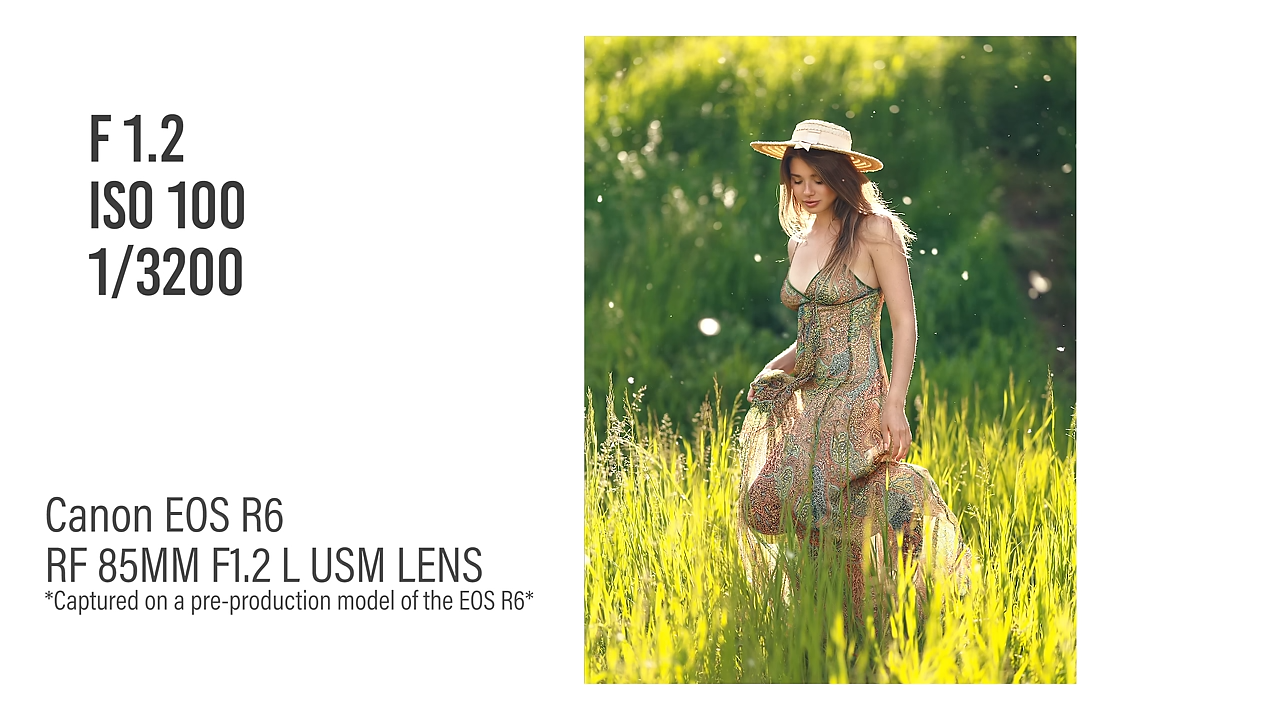 F 1.2
ISO 100
1/3200
Canon EOS R6
RF 85MM F1.2 L USM LENS
*Captured on a pre-production model of the EOS R6*